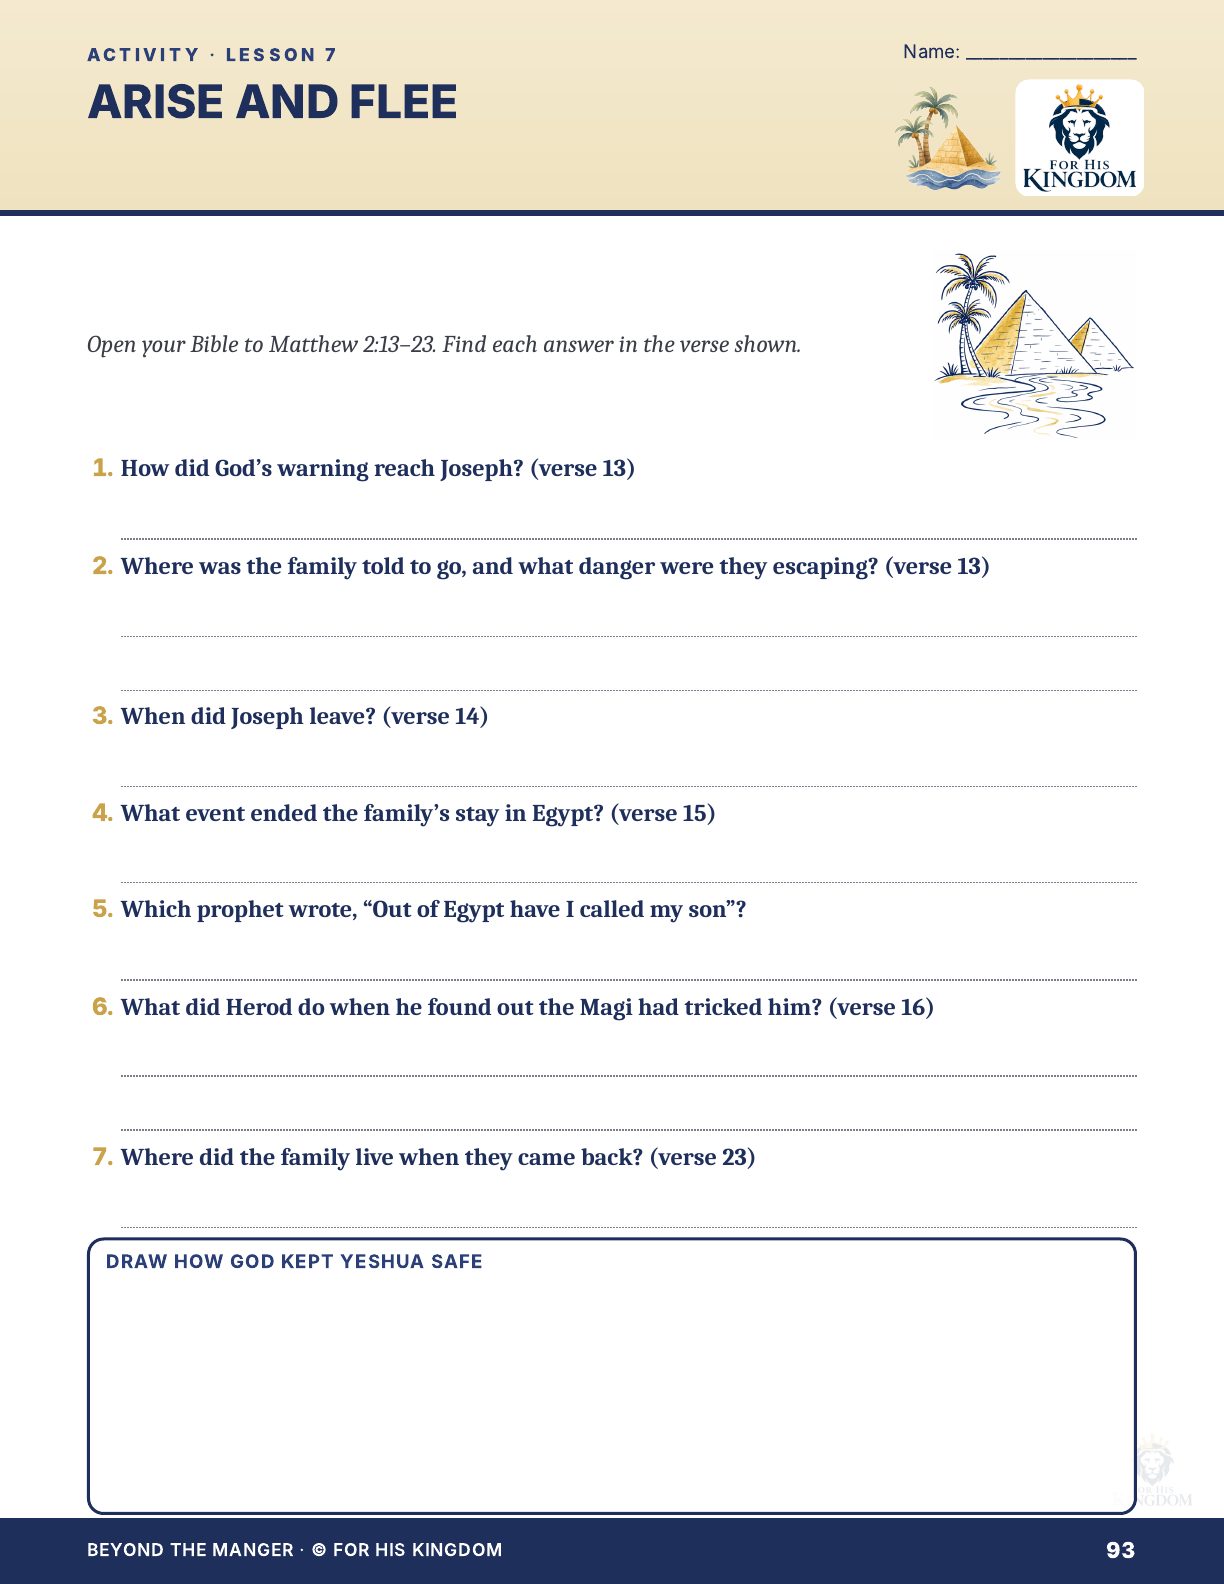 ACTIVITY · LESSON 7
Name: ___________________
ARISE AND FLEE
FOR HIS
KINGDOM
Open your Bible to Matthew 2:13–23. Find each answer in the verse shown.
1. How did God’s warning reach Joseph? (verse 13)
2. Where was the family told to go, and what danger were they escaping? (verse 13)
3. When did Joseph leave? (verse 14)
4. What event ended the family’s stay in Egypt? (verse 15)
5. Which prophet wrote, “Out of Egypt have I called my son”?
6. What did Herod do when he found out the Magi had tricked him? (verse 16)
7. Where did the family live when they came back? (verse 23)
DRAW HOW GOD KEPT YESHUA SAFE
BEYOND THE MANGER · © FOR HIS KINGDOM
93